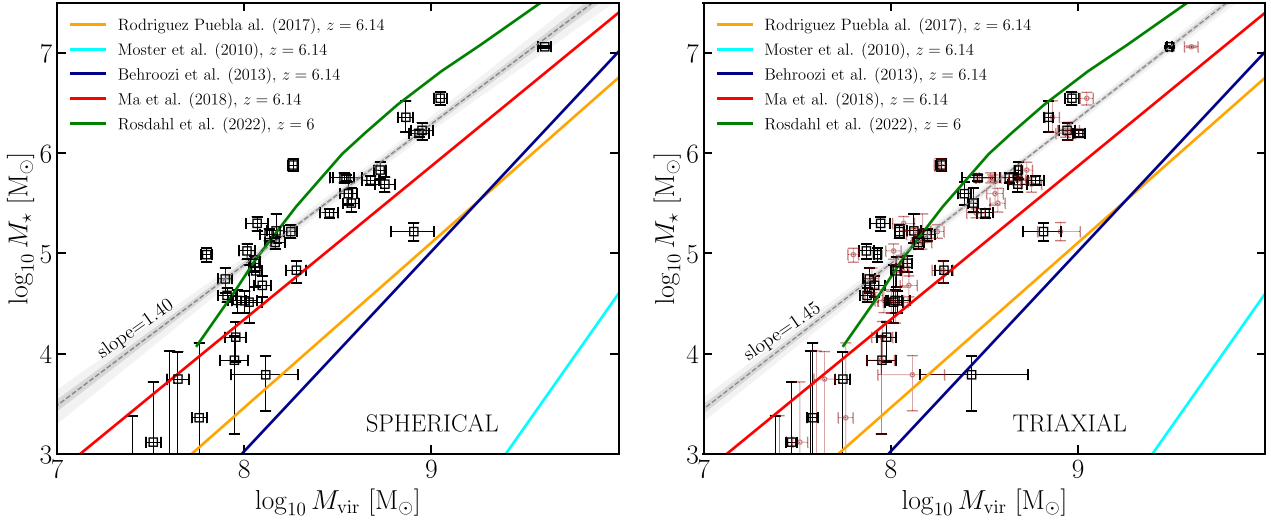 Rodriguez Puebla al. (2017), z = 6.14
Moster et al. (2010), z = 6.14
Behroozi et al. (2013), z = 6.14
Ma et al. (2018), z = 6.14
Rosdahl et al. (2022), z = 6
slope=1.40
SPHERICAL
7
6
5
4
3
log₁₀ M⋆ [M⊙]
7
8
9
log₁₀ Mvir [M⊙]
Rodriguez Puebla al. (2017), z = 6.14
Moster et al. (2010), z = 6.14
Behroozi et al. (2013), z = 6.14
Ma et al. (2018), z = 6.14
Rosdahl et al. (2022), z = 6
slope=1.45
TRIAXIAL
7
6
5
4
3
log₁₀ M⋆ [M⊙]
7
8
9
log₁₀ Mvir [M⊙]